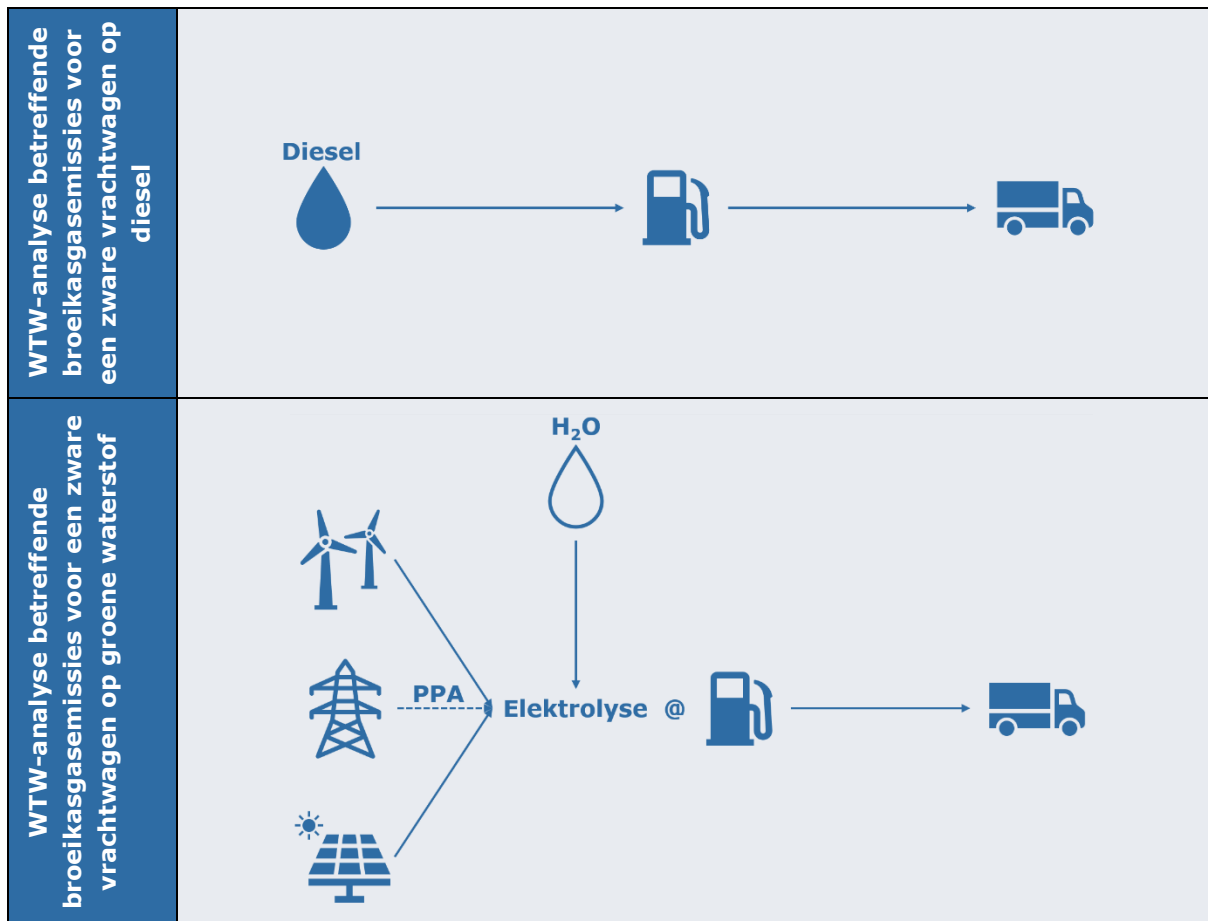 WTW-analyse betreffende
broeikasgasemissies voor
een zware vrachtwagen op
diesel
Diesel
WTW-analyse betreffende
broeikasgasemissies voor een zware
vrachtwagen op groene waterstof
H₂O
PPA
Elektrolyse @